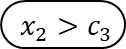 x₂ > c₃